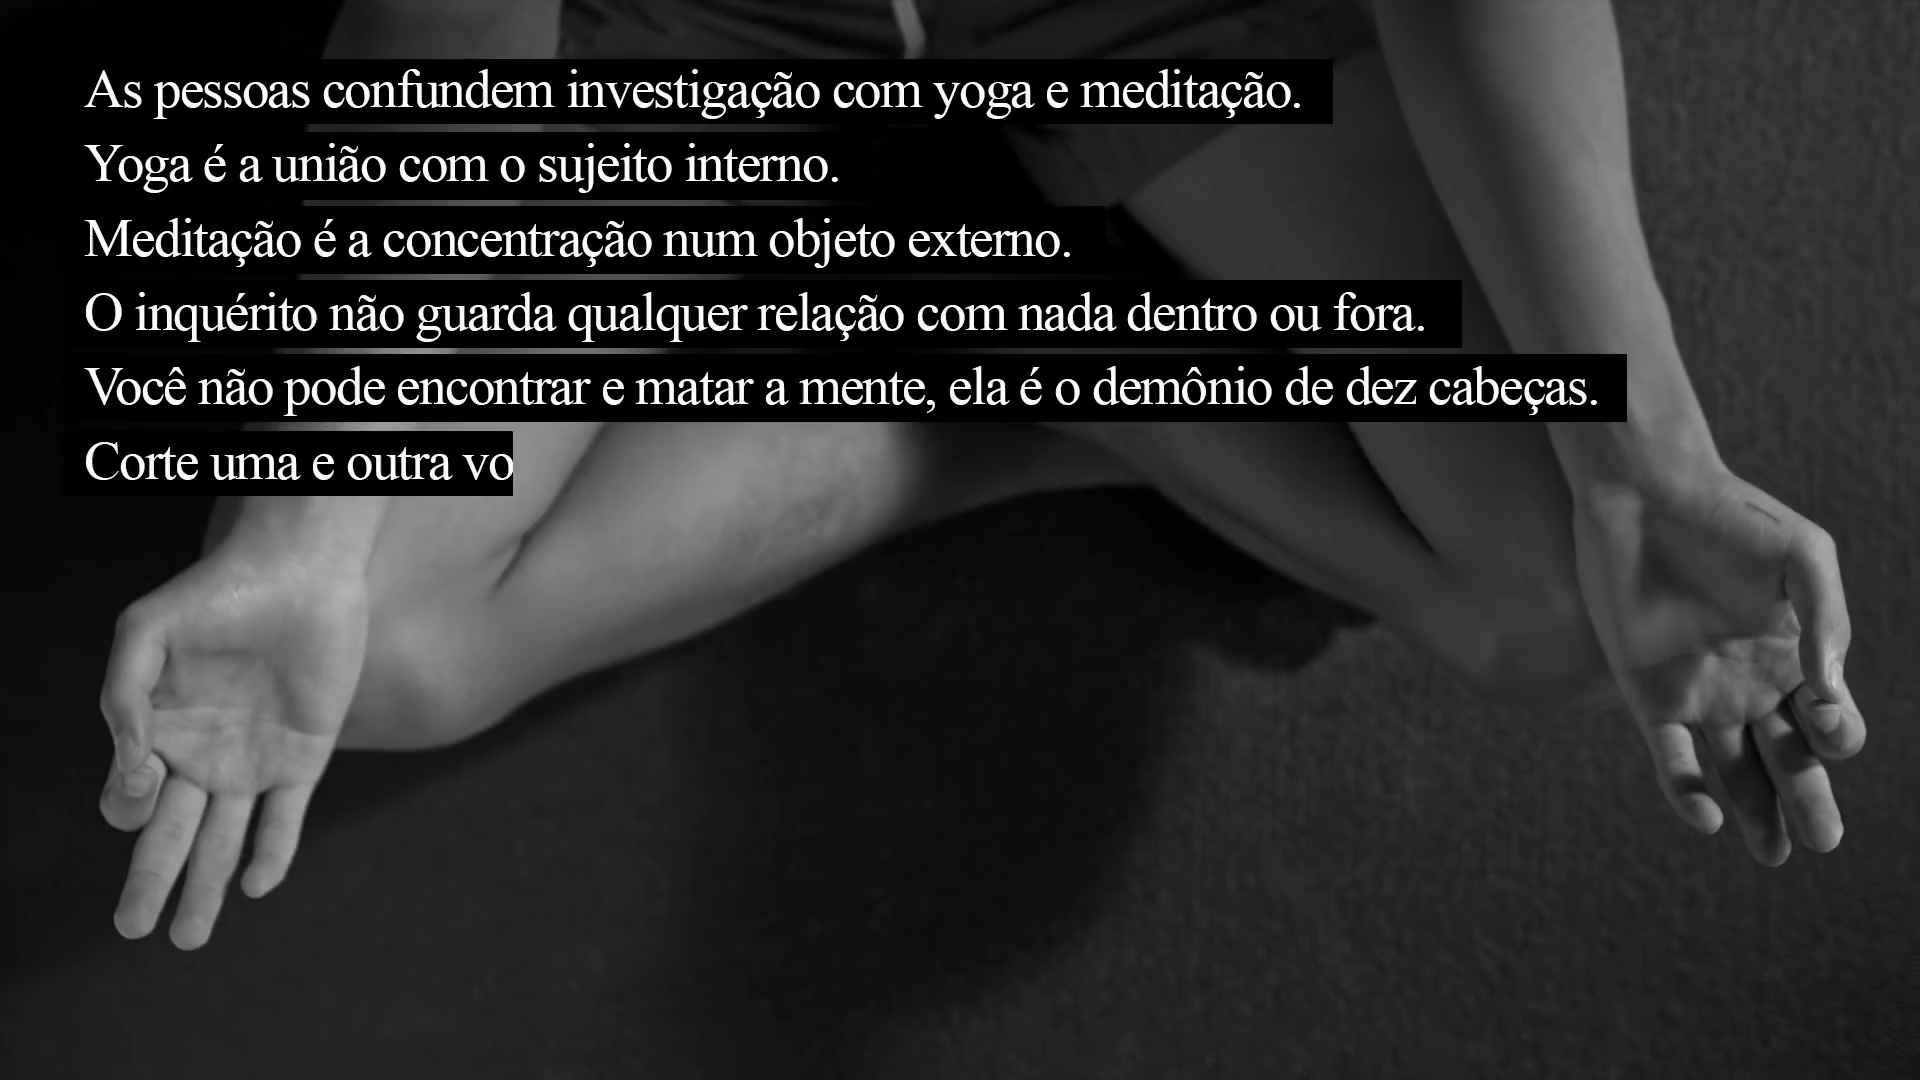 As pessoas confundem investigação com yoga e meditação.
Yoga é a união com o sujeito interno.
Meditação é a concentração num objeto externo.
O inquérito não guarda qualquer relação com nada dentro ou fora.
Você não pode encontrar e matar a mente, ela é o demônio de dez cabeças.
Corte uma e outra vo